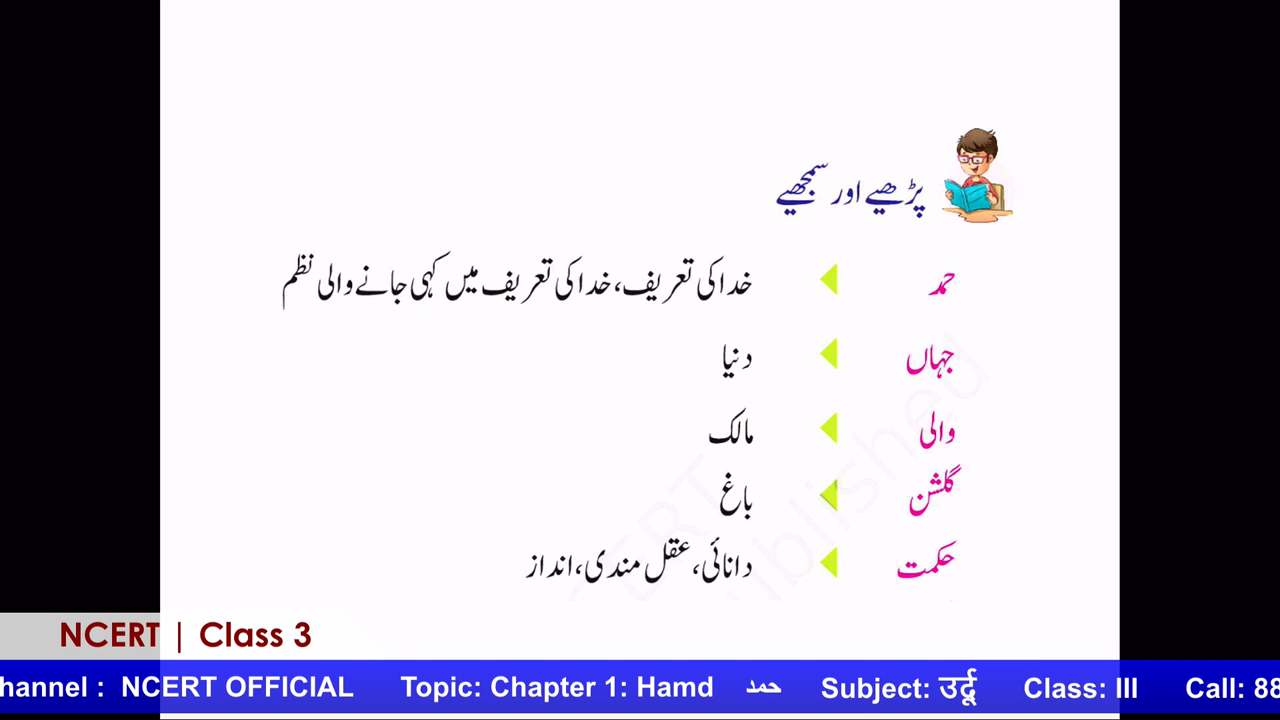 پڑھیے اور سمجھیے
حمد ◀ خدا کی تعریف، خدا کی تعریف میں کہی جانے والی نظم
جہاں ◀ دنیا
والی ◀ مالک
گلشن ◀ باغ
حکمت ◀ دانائی، عقل مندی، انداز
NCERT | Class 3
hannel : NCERT OFFICIAL Topic: Chapter 1: Hamd حمد Subject: उर्दू Class: III Call: 88